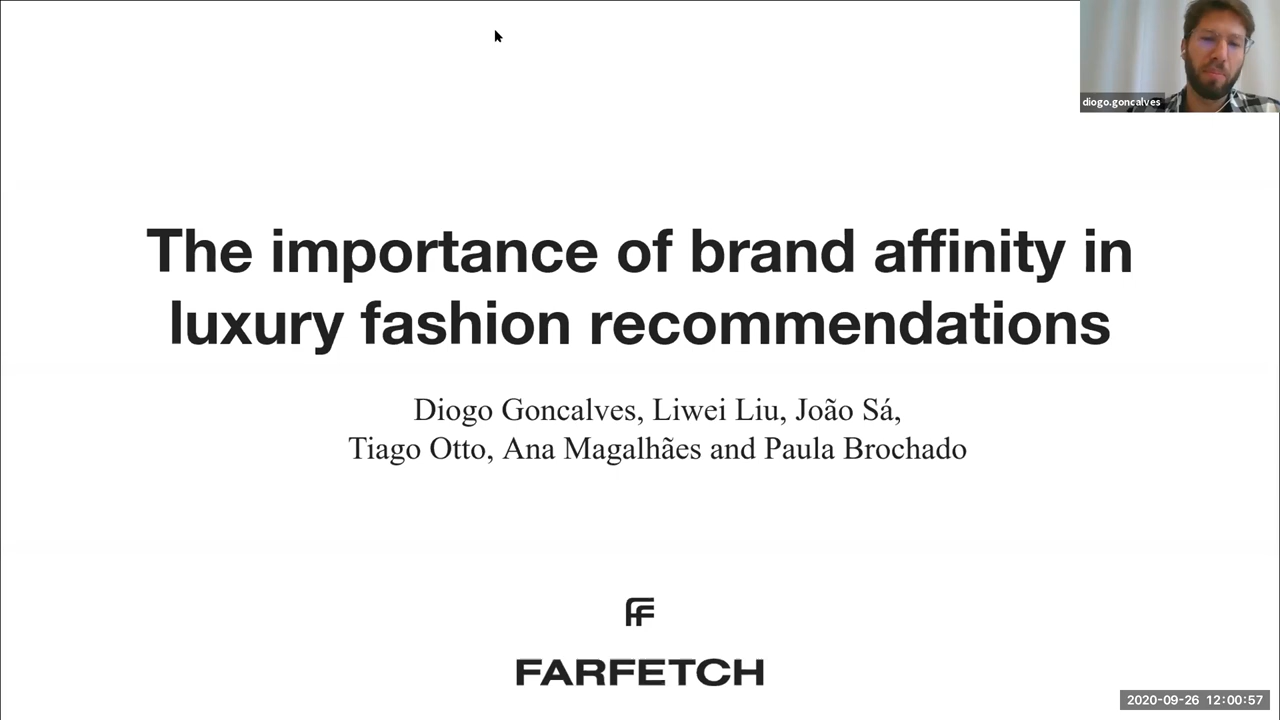 diogo.goncalves
The importance of brand affinity in
luxury fashion recommendations
Diogo Goncalves, Liwei Liu, João Sá,
Tiago Otto, Ana Magalhães and Paula Brochado
FF
FARFETCH
2020-09-26 12:00:57